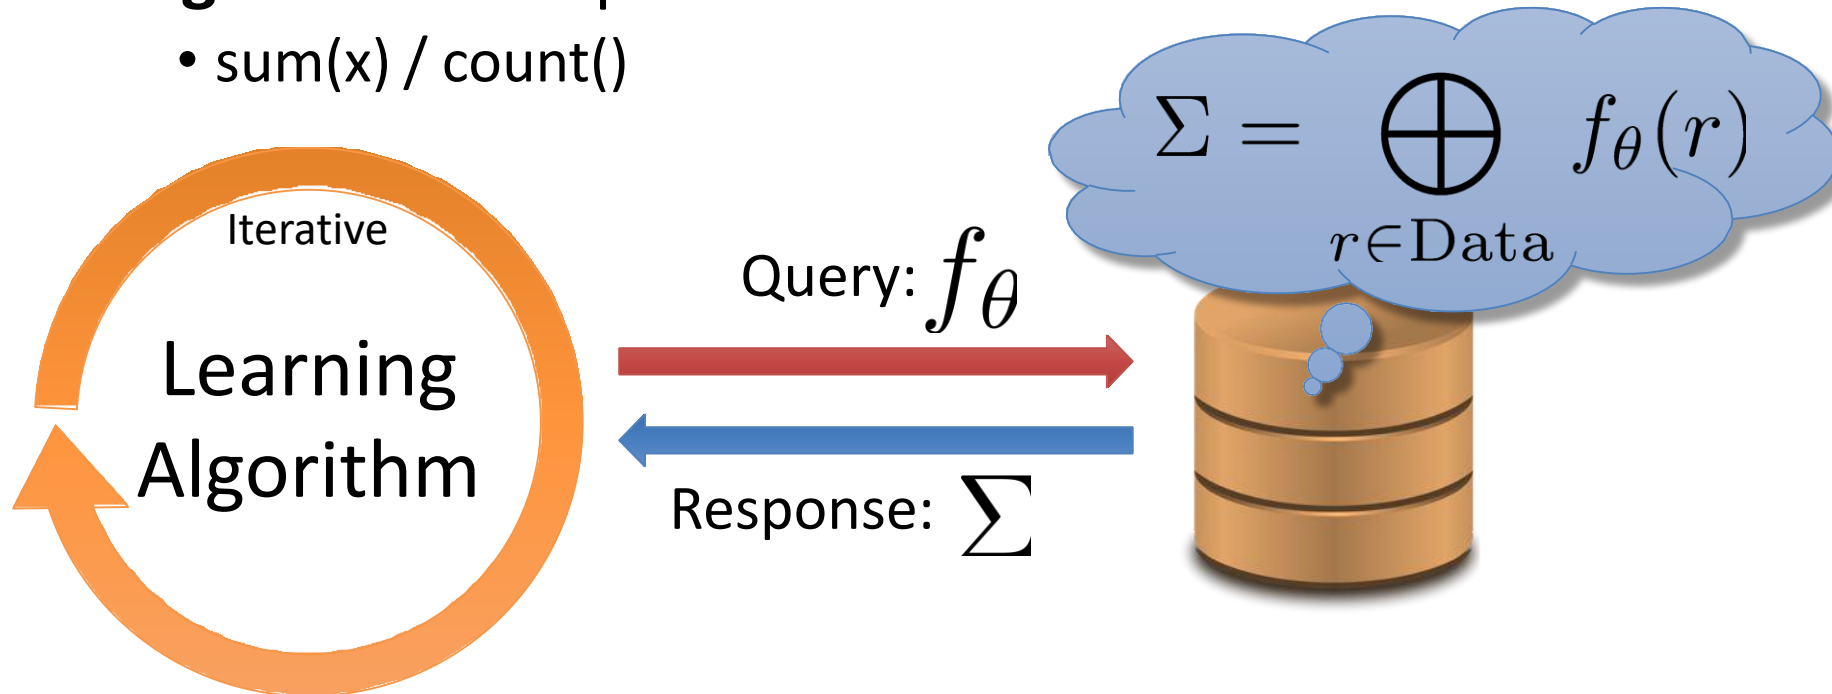 • sum(x) / count()
Σ = ⨁ f_θ(r)
r∈Data
Iterative
Learning
Algorithm
Query: f_θ
Response: Σ